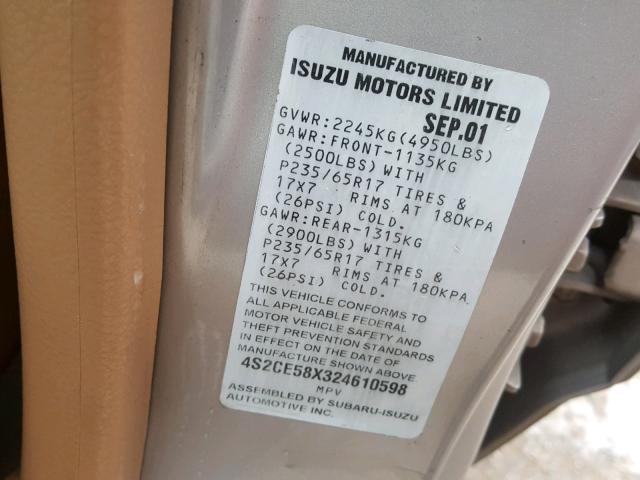 MANUFACTURED BY
ISUZU MOTORS LIMITED
SEP.01
GVWR:2245KG(4950LBS)
GAWR:FRONT-1135KG
(2500LBS) WITH
P235/65R17 TIRES &
17X7 RIMS AT 180KPA
(26PSI) COLD.
GAWR:REAR-1315KG
(2900LBS) WITH
P235/65R17 TIRES &
17X7 RIMS AT 180KPA
(26PSI) COLD.
THIS VEHICLE CONFORMS TO
ALL APPLICABLE FEDERAL
MOTOR VEHICLE SAFETY AND
THEFT PREVENTION STANDARDS
IN EFFECT ON THE DATE OF
MANUFACTURE SHOWN ABOVE.
4S2CE58X324610598
MPV
ASSEMBLED BY SUBARU-ISUZU
AUTOMOTIVE INC.